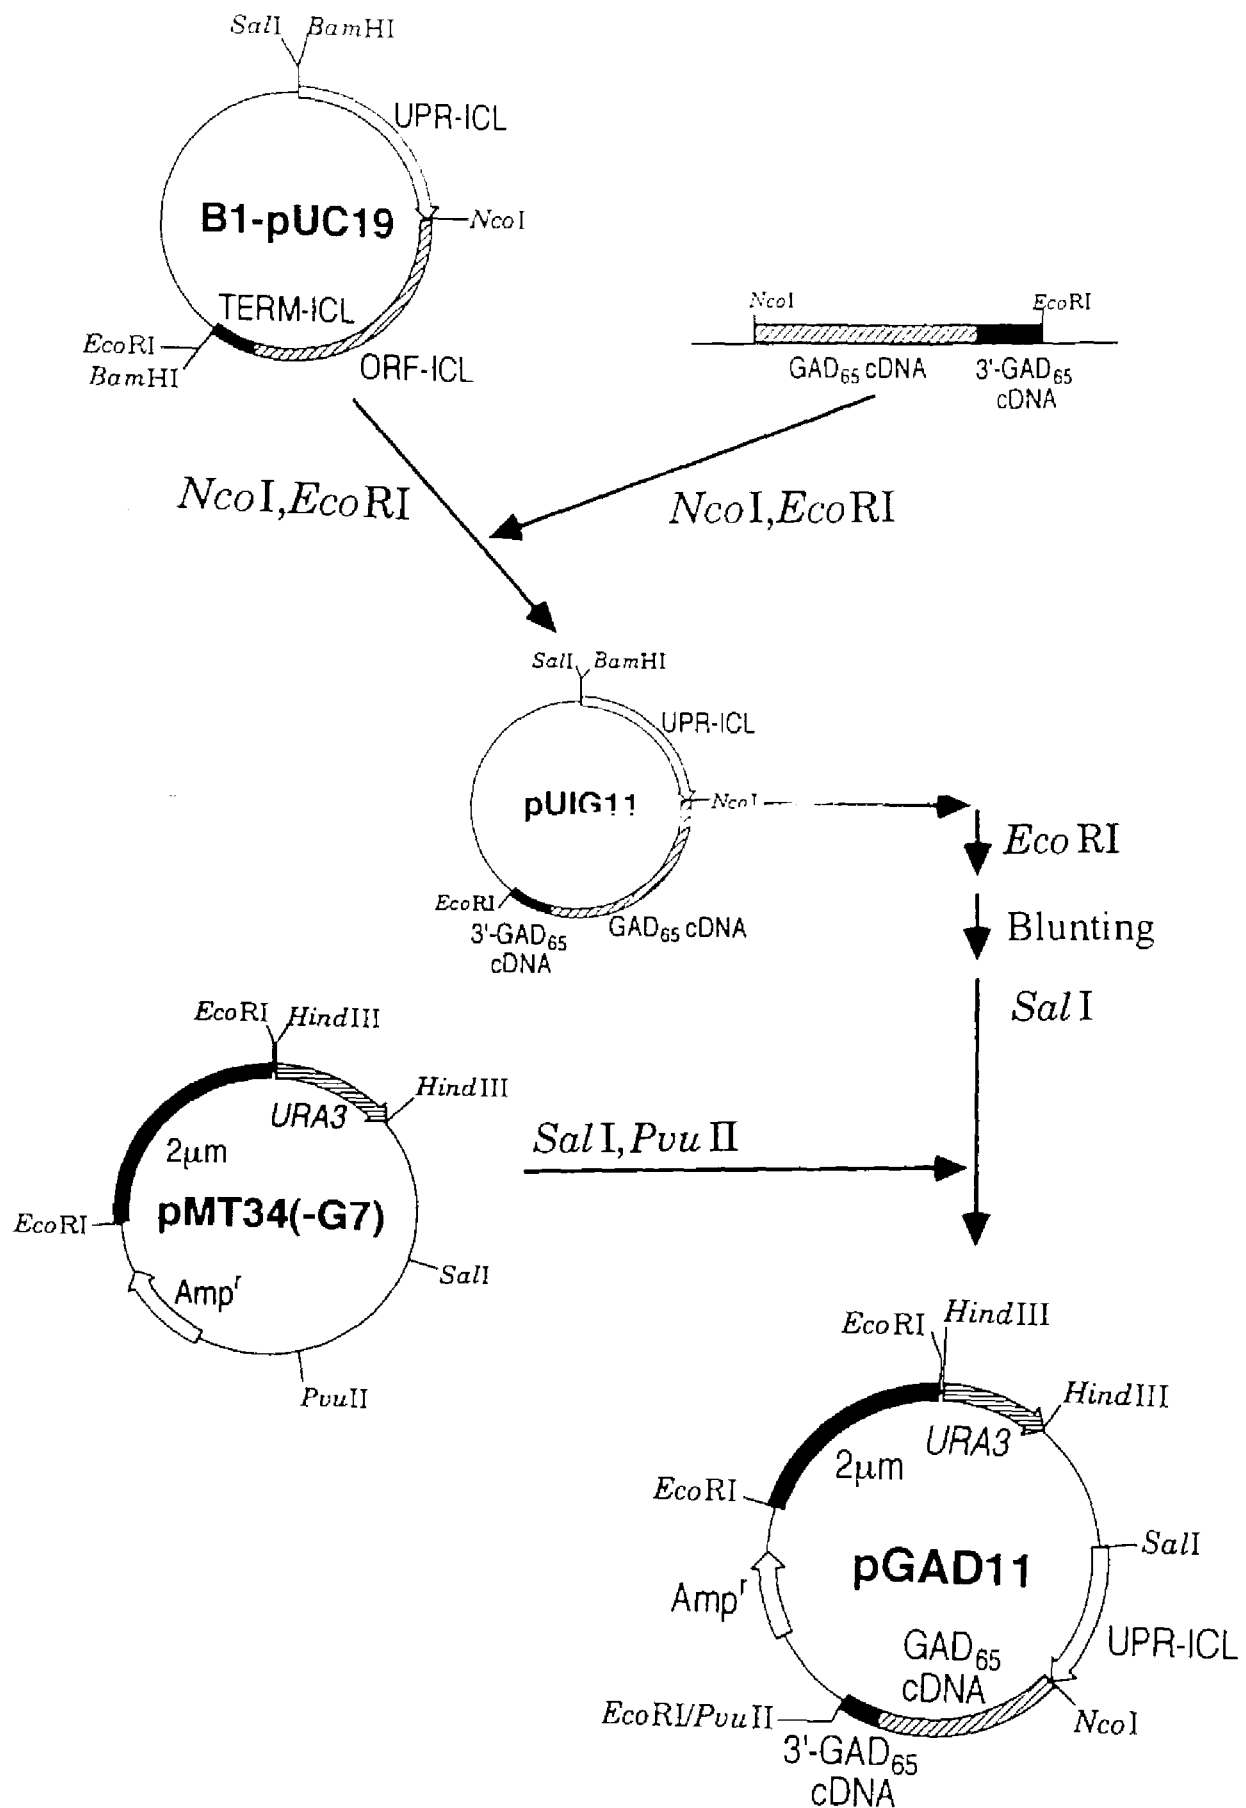 SalI BamHI
UPR-ICL
B1-pUC19
NcoI
TERM-ICL
EcoRI
BamHI
ORF-ICL
NcoI
EcoRI
GAD65 cDNA
3'-GAD65
cDNA
NcoI,EcoRI
NcoI,EcoRI
SalI BamHI
UPR-ICL
pUIG11
NcoI
EcoRI
EcoRI
3'-GAD65
cDNA
GAD65 cDNA
Blunting
SalI
EcoRI HindIII
HindIII
URA3
2μm
pMT34(-G7)
EcoRI
SalI
Ampr
PvuII
SalI,PvuII
EcoRI HindIII
HindIII
URA3
2μm
EcoRI
SalI
pGAD11
Ampr
GAD65
cDNA
UPR-ICL
EcoRI/PvuII
NcoI
3'-GAD65
cDNA